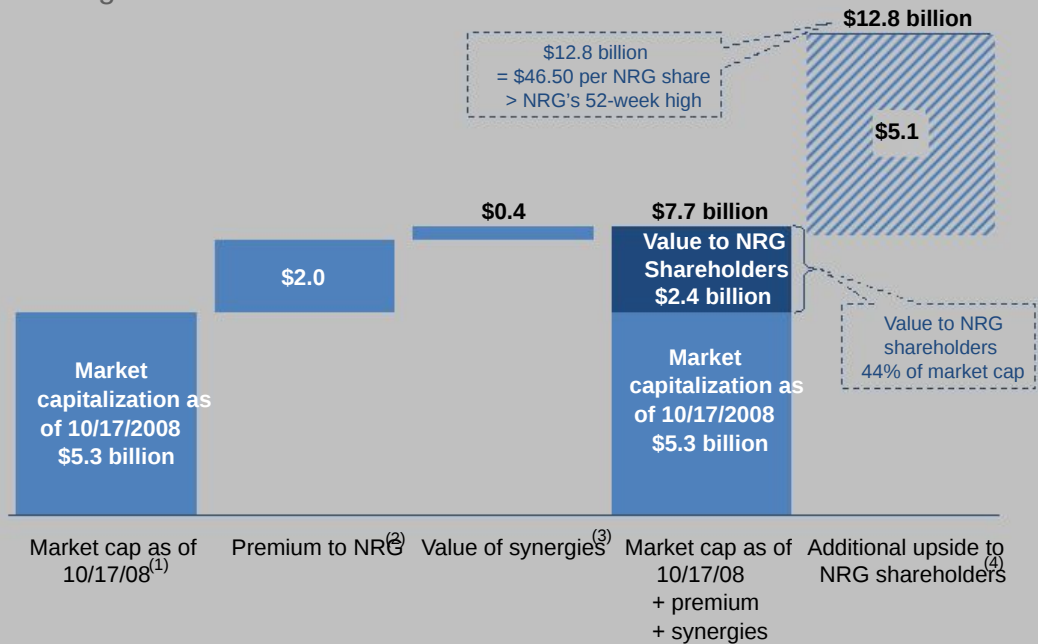 $12.8 billion
$12.8 billion
= $46.50 per NRG share
> NRG's 52-week high
$5.1
$0.4
$7.7 billion
Value to NRG
Shareholders
$2.4 billion
$2.0
Value to NRG
shareholders
44% of market cap
Market
capitalization as
of 10/17/2008
$5.3 billion
Market
capitalization as
of 10/17/2008
$5.3 billion
Market cap as of
10/17/08(1)
Premium to NRG(2)
Value of synergies(3)
Market cap as of
10/17/08
+ premium
+ synergies
Additional upside to
NRG shareholders(4)